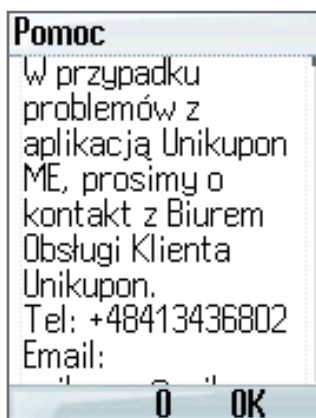 Pomoc
W przypadku
problemów z
aplikacją Unikupon
ME, prosimy o
kontakt z Biurem
Obsługi Klienta
Unikupon.
Tel: +48413436802
Email:
0 OK